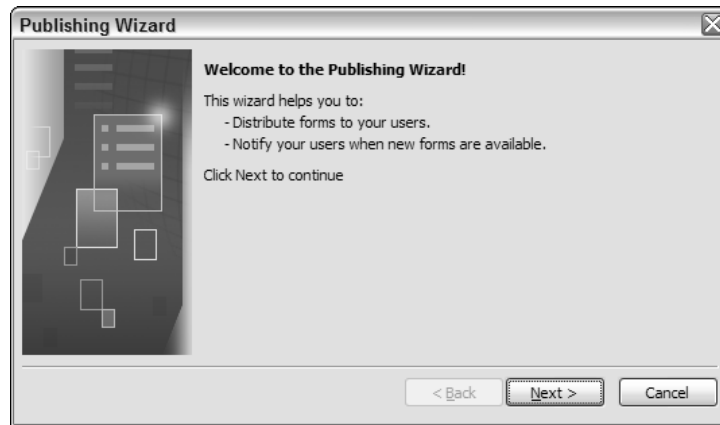 Publishing Wizard
Welcome to the Publishing Wizard!
This wizard helps you to:
- Distribute forms to your users.
- Notify your users when new forms are available.
Click Next to continue
< Back Next > Cancel